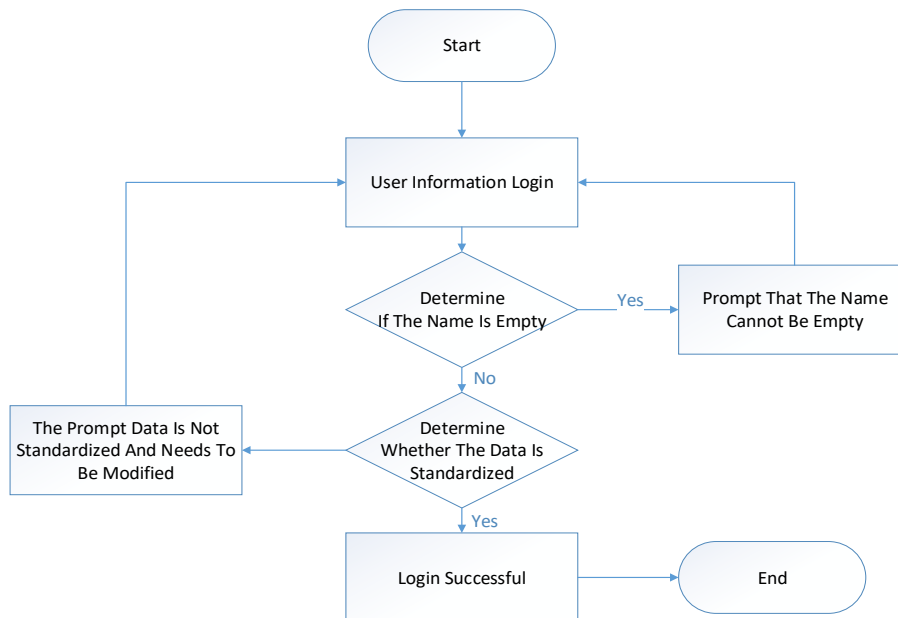 Start
User Information Login
Determine
If The Name Is Empty
Yes
Prompt That The Name
Cannot Be Empty
No
The Prompt Data Is Not
Standardized And Needs To
Be Modified
Determine
Whether The Data Is
Standardized
Yes
Login Successful
End